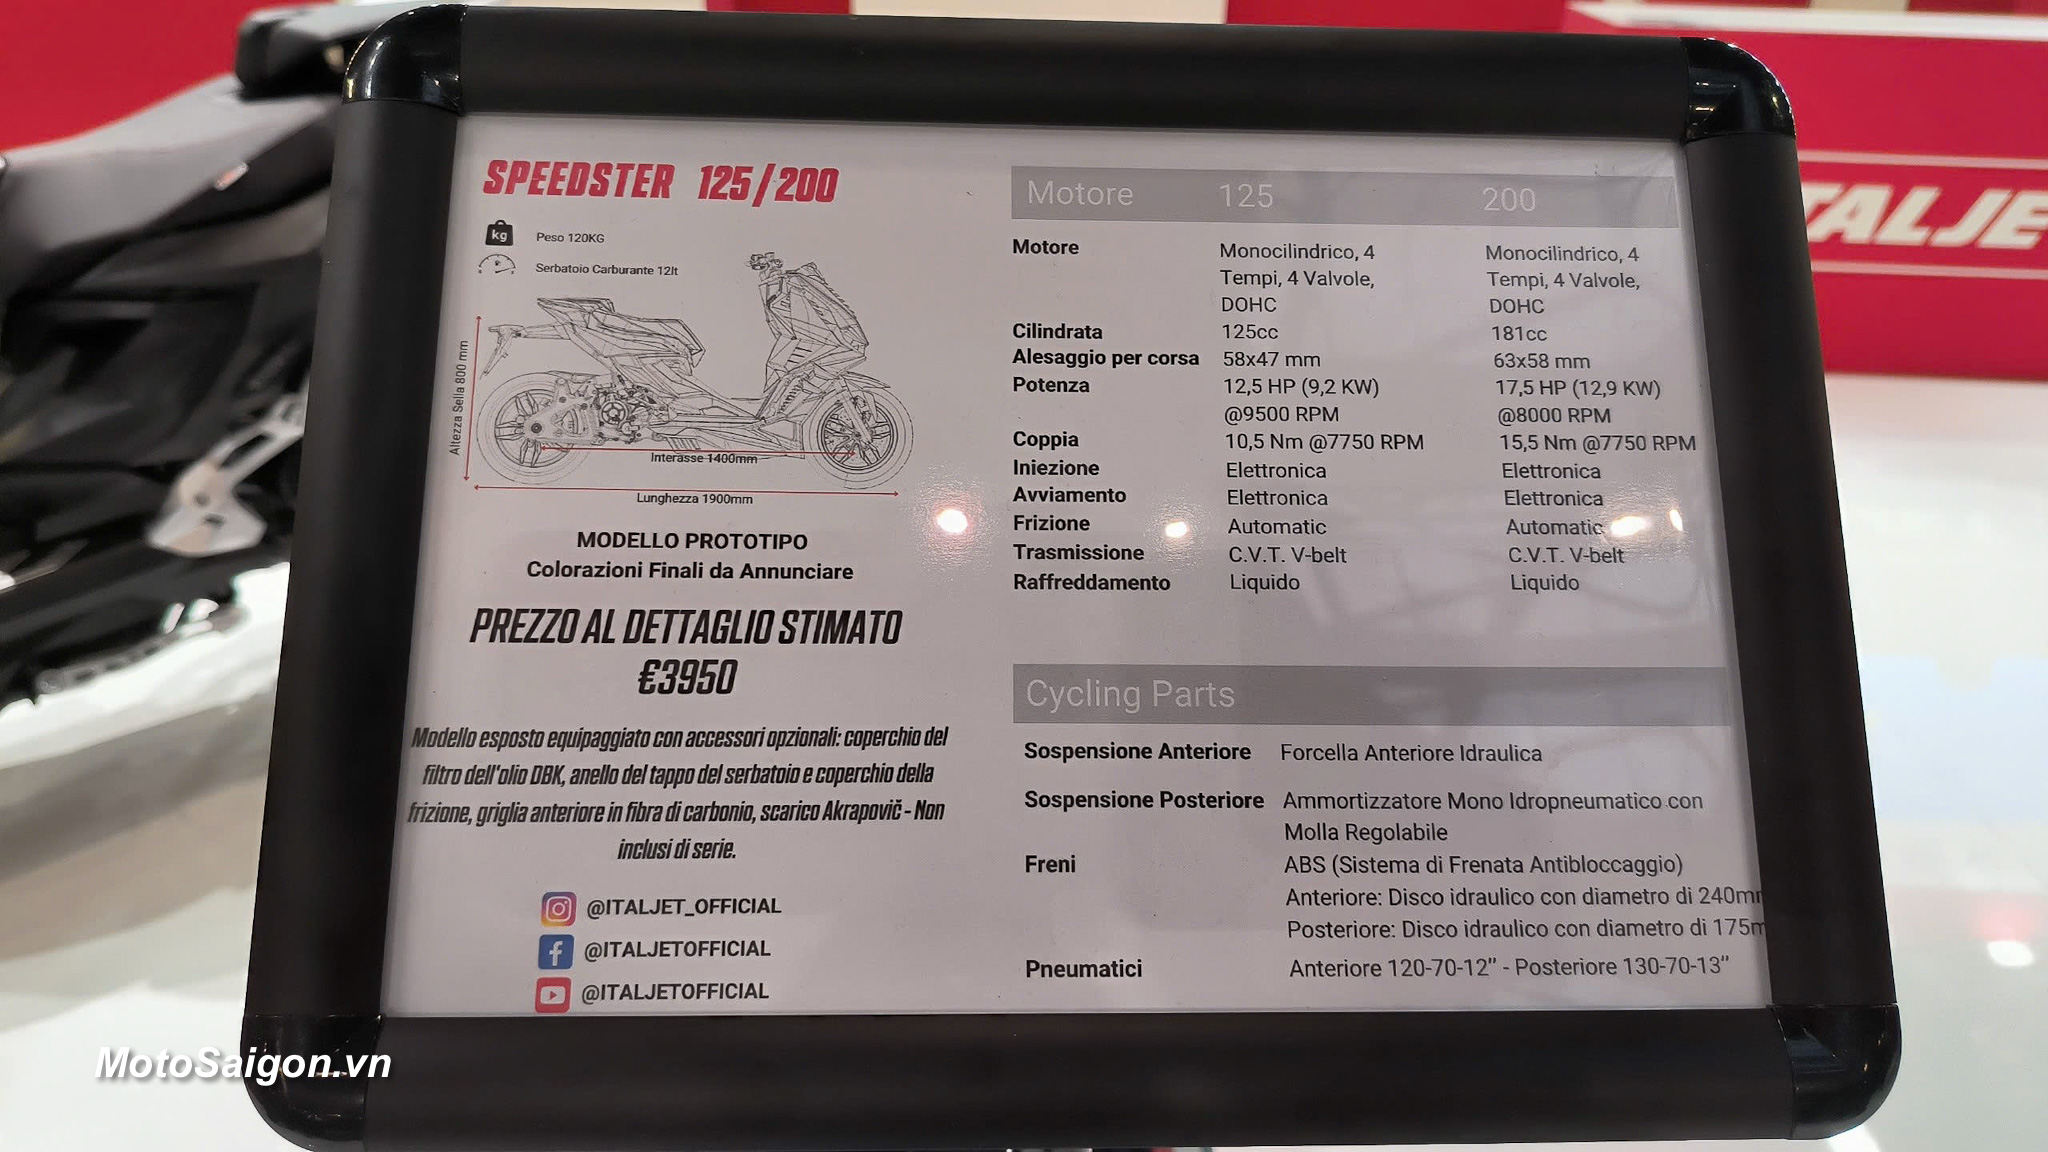 SPEEDSTER 125/200
kg
Peso 120KG
Serbatoio Carburante 12lt
Altezza Sella 800 mm
Interasse 1400mm
Lunghezza 1900mm
MODELLO PROTOTIPO
Colorazioni Finali da Annunciare
PREZZO AL DETTAGLIO STIMATO
€3950
Modello esposto equipaggiato con accessori opzionali: coperchio del
filtro dell'olio DBK, anello del tappo del serbatoio e coperchio della
frizione, griglia anteriore in fibra di carbonio, scarico Akrapovič - Non
inclusi di serie.
@ITALJET_OFFICIAL
@ITALJETOFFICIAL
@ITALJETOFFICIAL
Motore 125 200
Motore Monocilindrico, 4 Monocilindrico, 4
Tempi, 4 Valvole, Tempi, 4 Valvole,
DOHC DOHC
Cilindrata 125cc 181cc
Alesaggio per corsa 58x47 mm 63x58 mm
Potenza 12,5 HP (9,2 KW) 17,5 HP (12,9 KW)
@9500 RPM @8000 RPM
Coppia 10,5 Nm @7750 RPM 15,5 Nm @7750 RPM
Iniezione Elettronica Elettronica
Avviamento Elettronica Elettronica
Frizione Automatic Automatic
Trasmissione C.V.T. V-belt C.V.T. V-belt
Raffreddamento Liquido Liquido
Cycling Parts
Sospensione Anteriore Forcella Anteriore Idraulica
Sospensione Posteriore Ammortizzatore Mono Idropneumatico con
Molla Regolabile
Freni ABS (Sistema di Frenata Antibloccaggio)
Anteriore: Disco idraulico con diametro di 240mm
Posteriore: Disco idraulico con diametro di 175m
Pneumatici Anteriore 120-70-12" - Posteriore 130-70-13"
ITALJE
MotoSaigon.vn